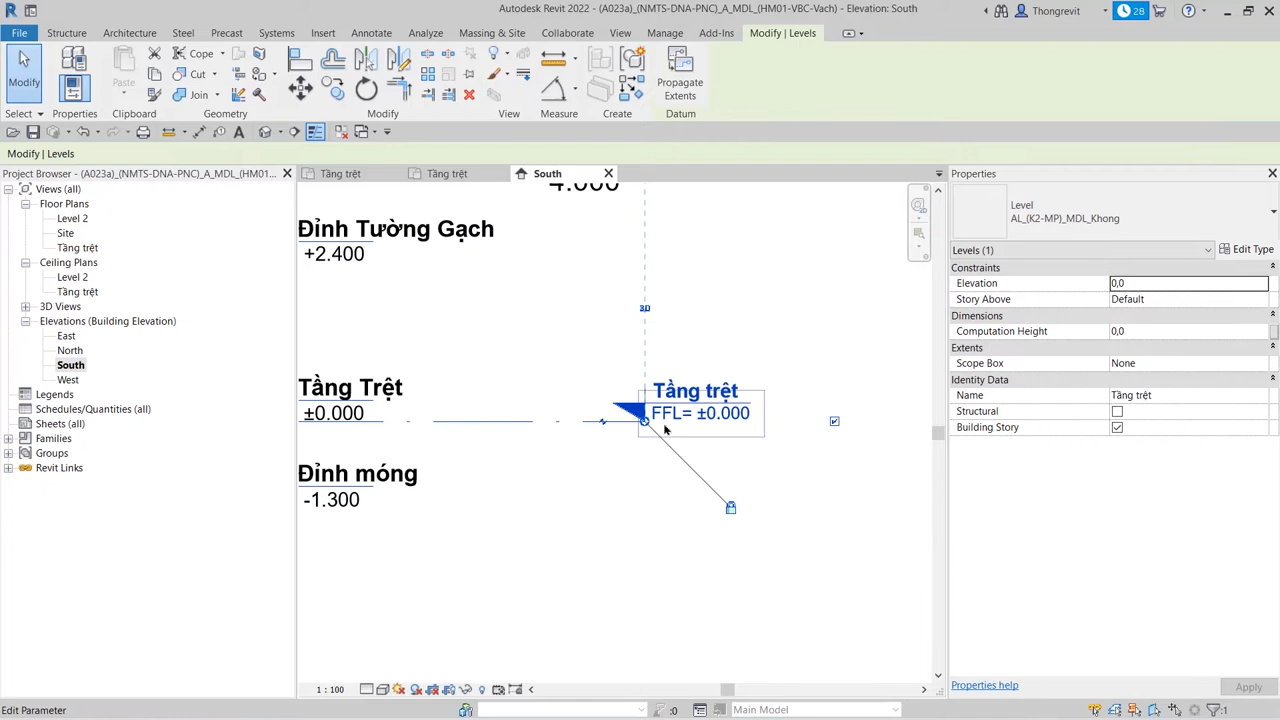 Autodesk Revit 2022 - (A023a)_(NMTS-DNA-PNC)_A_MDL_(HM01-VBC-Vach) - Elevation: South
Thongrevit
28
File Structure Architecture Steel Precast Systems Insert Annotate Analyze Massing & Site Collaborate View Manage Add-Ins Modify | Levels
Modify
Paste
Cope
Cut
Join
Propagate
Extents
Select Properties Clipboard Geometry Modify View Measure Create Datum
Modify | Levels
Project Browser - (A023a)_(NMTS-DNA-PNC)_A_MDL_(HM01-...
Views (all)
Floor Plans
Level 2
Site
Tầng trệt
Ceiling Plans
Level 2
Tầng trệt
3D Views
Elevations (Building Elevation)
East
North
South
West
Legends
Schedules/Quantities (all)
Sheets (all)
Families
Groups
Revit Links
Tầng trệt
Tầng trệt
South
4.000
Đỉnh Tường Gạch
+2.400
3D
Tầng Trệt
±0.000
Tầng trệt
FFL= ±0.000
Đỉnh móng
-1.300
Properties
Level
AL_(K2-MP)_MDL_Khong
Levels (1)
Edit Type
Constraints
Elevation 0,0
Story Above Default
Dimensions
Computation Height 0,0
Extents
Scope Box None
Identity Data
Name Tầng trệt
Structural
Building Story
Properties help
Apply
1 : 100
Edit Parameter
:0
Main Model
:1